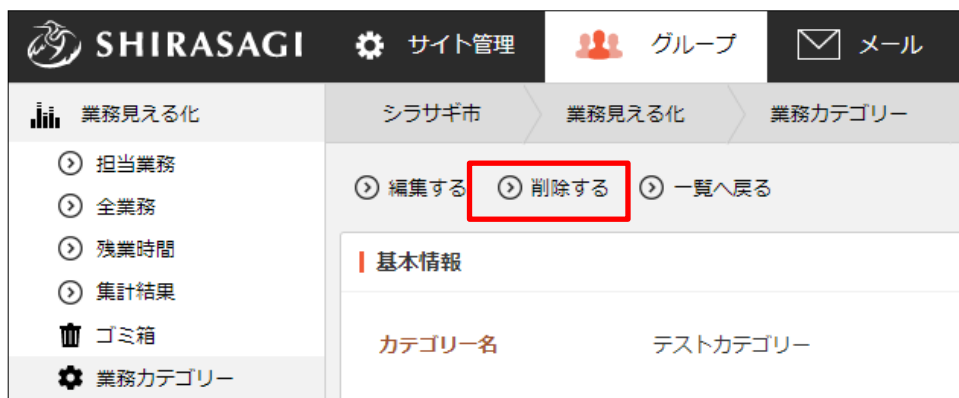 SHIRASAGI サイト管理 グループ メール
業務見える化
シラサギ市 業務見える化 業務カテゴリー
担当業務
全業務
残業時間
集計結果
ゴミ箱
業務カテゴリー
編集する 削除する 一覧へ戻る
基本情報
カテゴリー名 テストカテゴリー